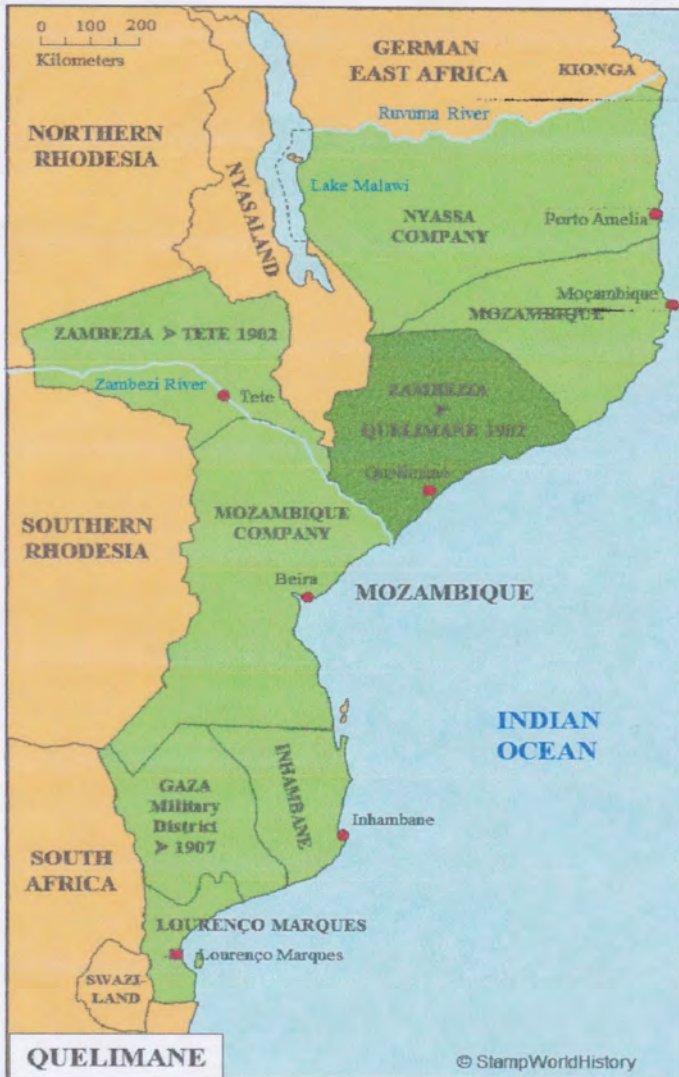 0 100 200
Kilometers
GERMAN
EAST AFRICA
KIONGA
Ruvuma River
NORTHERN
RHODESIA
NYASALAND
Lake Malawi
NYASSA
COMPANY
Porto Amelia
Moçambique
MOZAMBIQUE
ZAMBEZIA ➢ TETE 1902
Zambezi River
Tete
ZAMBEZIA
➢
QUELIMARE 1902
Quelimane
MOZAMBIQUE
COMPANY
SOUTHERN
RHODESIA
Beira
MOZAMBIQUE
INDIAN
OCEAN
GAZA
Military
District
➢ 1907
INHAMBANE
Inhambane
SOUTH
AFRICA
LOURENÇO MARQUES
Lourenço Marques
SWAZI-
LAND
QUELIMANE
© StampWorldHistory